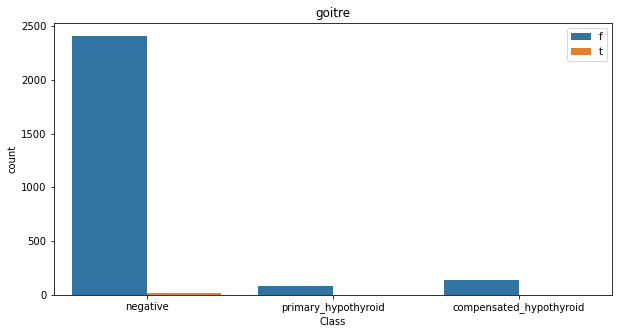 goitre
f
t
count
2500
2000
1500
1000
500
0
negative
primary_hypothyroid
compensated_hypothyroid
Class